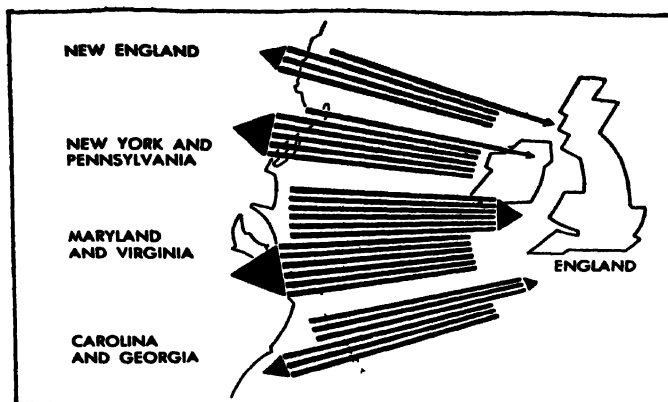 NEW ENGLAND
NEW YORK AND
PENNSYLVANIA
MARYLAND
AND VIRGINIA
ENGLAND
CAROLINA
AND GEORGIA